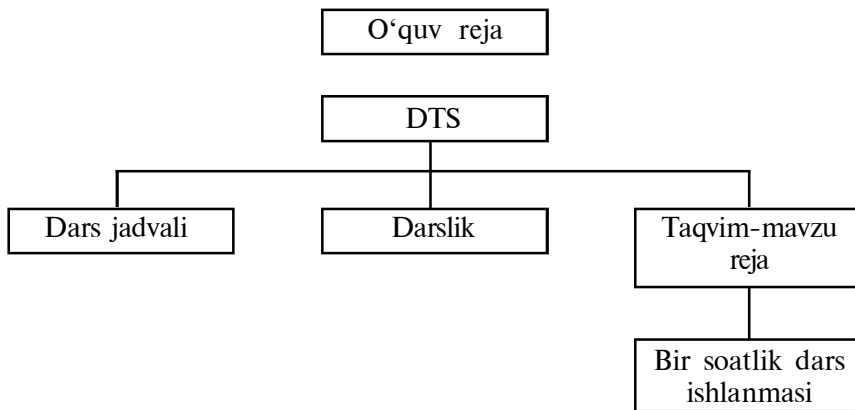 O‘quv reja
DTS
Dars jadvali
Darslik
Taqvim-mavzu
reja
Bir soatlik dars
ishlanmasi